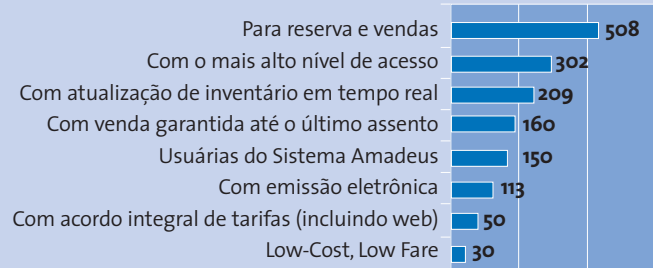 Para reserva e vendas 508
Com o mais alto nível de acesso 302
Com atualização de inventário em tempo real 209
Com venda garantida até o último assento 160
Usuárias do Sistema Amadeus 150
Com emissão eletrônica 113
Com acordo integral de tarifas (incluindo web) 50
Low-Cost, Low Fare 30